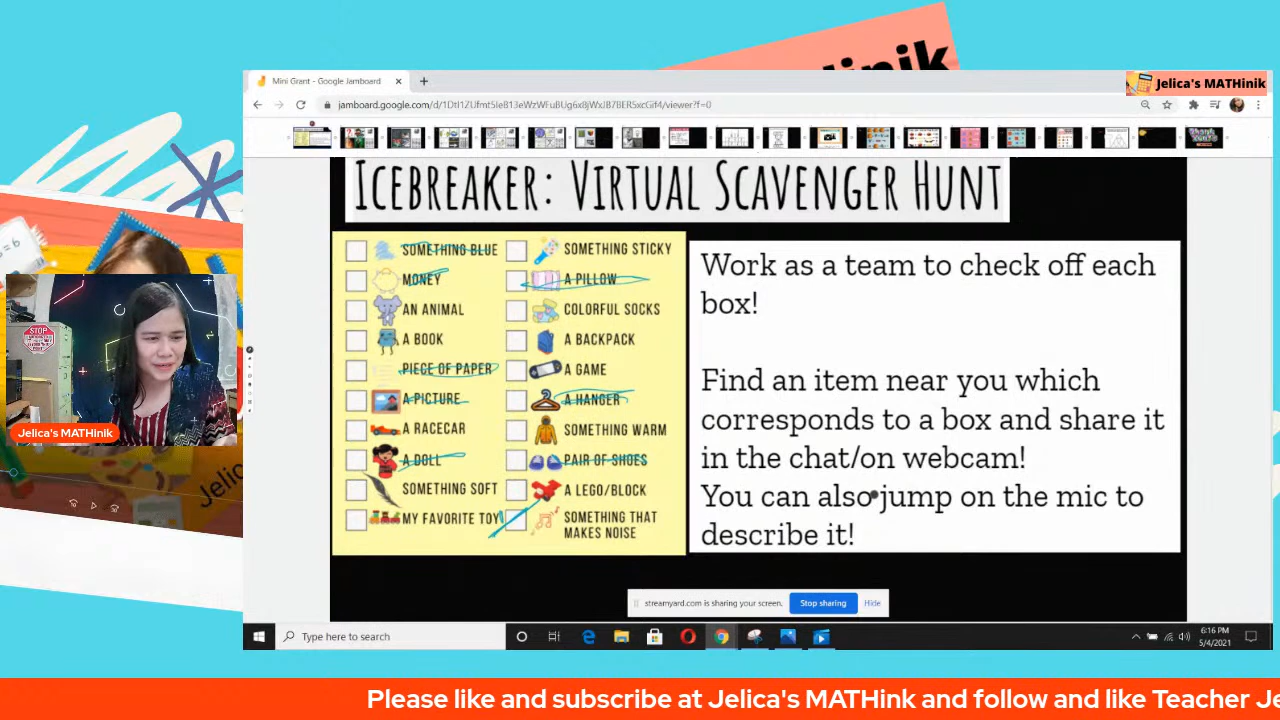 linik
Mini Grant - Google Jamboard
Jelica's MATHinik
ICEBREAKER: VIRTUAL SCAVENGER HUNT
SOMETHING BLUE
MONEY
AN ANIMAL
A BOOK
PIECE OF PAPER
A PICTURE
A RACECAR
A DOLL
SOMETHING SOFT
MY FAVORITE TOY
SOMETHING STICKY
A PILLOW
COLORFUL SOCKS
A BACKPACK
A GAME
A HANGER
SOMETHING WARM
PAIR OF SHOES
A LEGO/BLOCK
SOMETHING THAT
MAKES NOISE
Work as a team to check off each
box!
Find an item near you which
corresponds to a box and share it
in the chat/on webcam!
You can also jump on the mic to
describe it!
STOP
Jelica's MATHinik
streamyard.com is sharing your screen.
Stop sharing
Hide
Type here to search
6:16 PM
5/4/2021
Please like and subscribe at Jelica's MATHink and follow and like Teacher Je